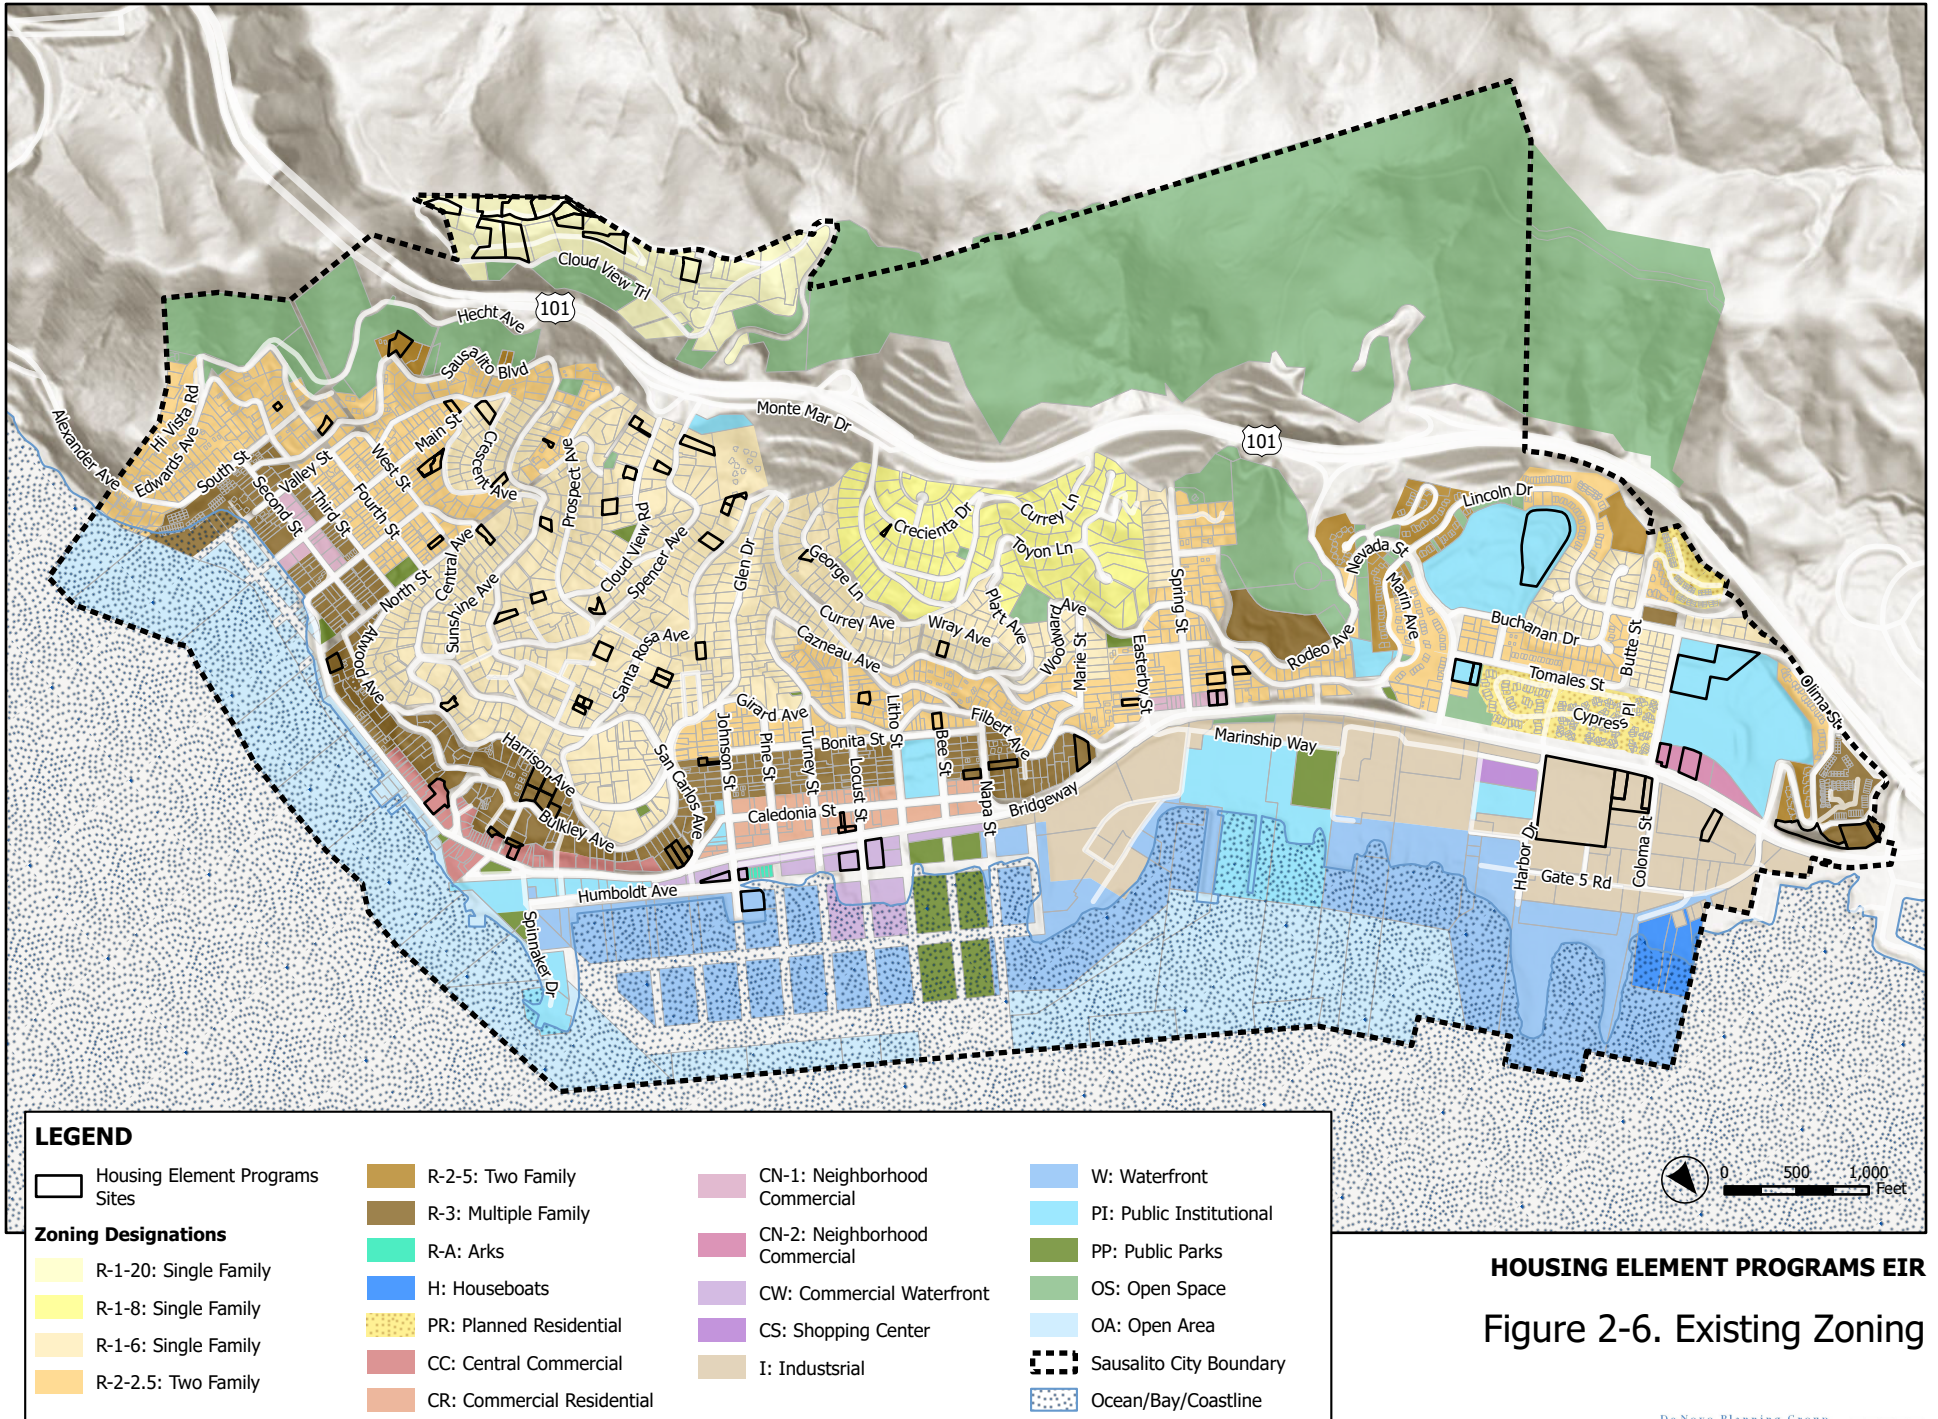 Cloud View Trl
101
Hecht Ave
Sausalito Blvd
Monte Mar Dr
101
Alexander Ave
Hi Vista Rd
Edwards Ave
South St
Second St
Valley St
Third St
Fourth St
West St
Main St
Crescent Ave
Prospect Ave
Cloud View Rd
Spencer Ave
Glen Dr
George Ln
Crecienta Dr
Currey Ln
Toyon Ln
Lincoln Dr
Nevada St
Marin Ave
Spring St
Buchanan Dr
Butte St
Tomales St
Cypress Pl
Olima St
North St
Central Ave
Sunshine Ave
Atwood Ave
Santa Rosa Ave
Currey Ave
Cazneau Ave
Wray Ave
Platt Ave
Woodward Ave
Marie St
Easterby St
Rodeo Ave
Girard Ave
Johnson St
Pine St
Turney St
Bonita St
Locust St
Litho St
Bee St
Filbert Ave
Napa St
Bridgeway
Marinship Way
Harrison Ave
Bulkley Ave
San Carlos Ave
Caledonia St
Humboldt Ave
Spinnaker Dr
Harbor Dr
Gate 5 Rd
Coloma St
0 500 1,000
Feet
LEGEND
Housing Element Programs
Sites
Zoning Designations
R-1-20: Single Family
R-1-8: Single Family
R-1-6: Single Family
R-2-2.5: Two Family
R-2-5: Two Family
R-3: Multiple Family
R-A: Arks
H: Houseboats
PR: Planned Residential
CC: Central Commercial
CR: Commercial Residential
CN-1: Neighborhood
Commercial
CN-2: Neighborhood
Commercial
CW: Commercial Waterfront
CS: Shopping Center
I: Industsrial
W: Waterfront
PI: Public Institutional
PP: Public Parks
OS: Open Space
OA: Open Area
Sausalito City Boundary
Ocean/Bay/Coastline
HOUSING ELEMENT PROGRAMS EIR
Figure 2-6. Existing Zoning